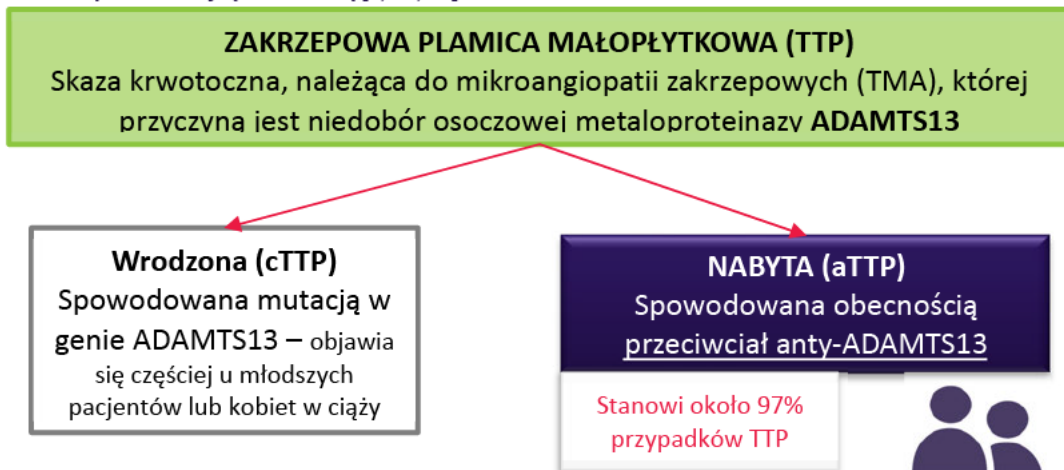 ZAKRZEPOWA PLAMICA MAŁOPŁYTKOWA (TTP)
Skaza krwotoczna, należąca do mikroangiopatii zakrzepowych (TMA), której
przyczyną jest niedobór osoczowej metaloproteinazy ADAMTS13
Wrodzona (cTTP)
Spowodowana mutacją w
genie ADAMTS13 – objawia
się częściej u młodszych
pacjentów lub kobiet w ciąży
NABYTA (aTTP)
Spowodowana obecnością
przeciwciał anty-ADAMTS13
Stanowi około 97%
przypadków TTP